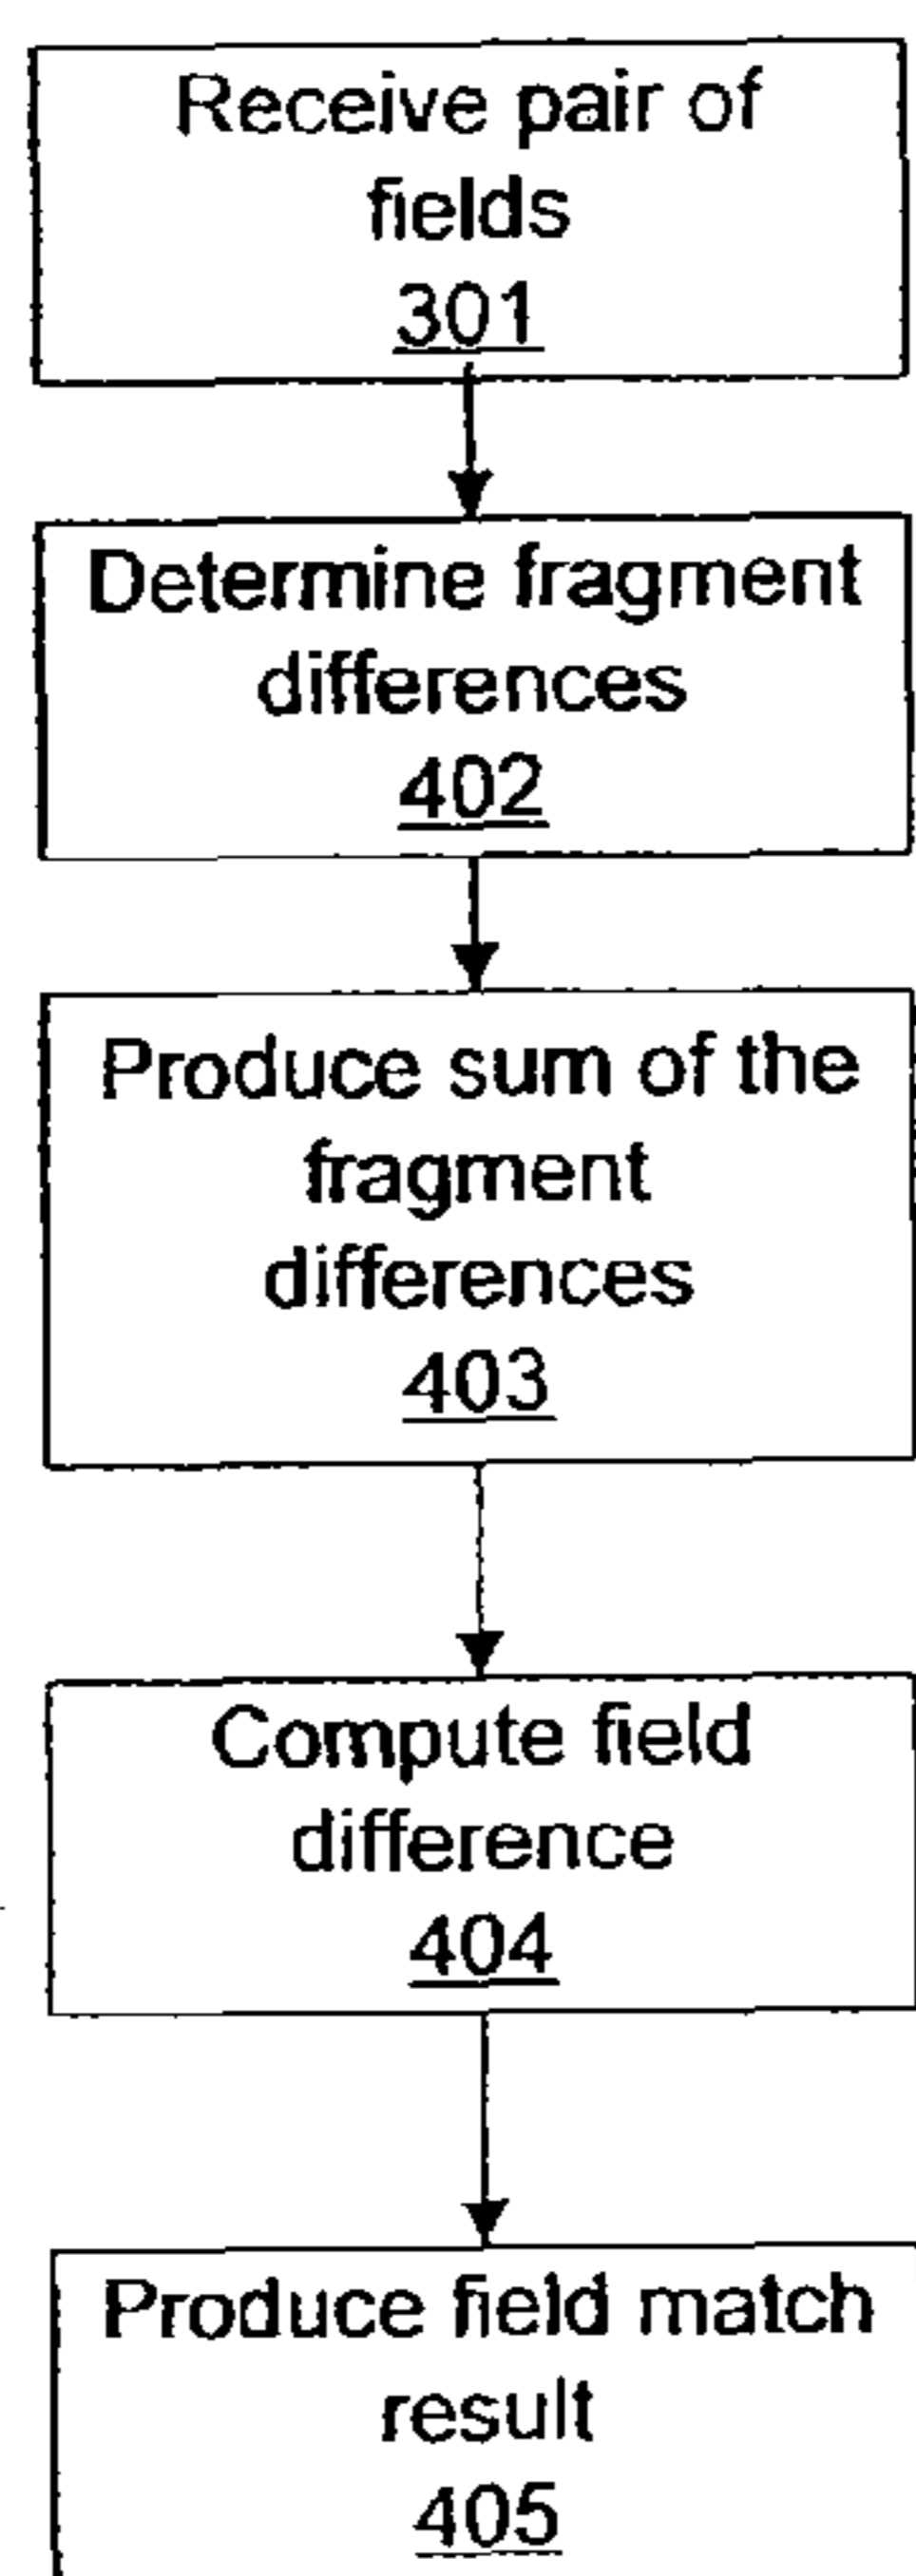 Receive pair of
fields
301
Determine fragment
differences
402
Produce sum of the
fragment
differences
403
Compute field
difference
404
Produce field match
result
405